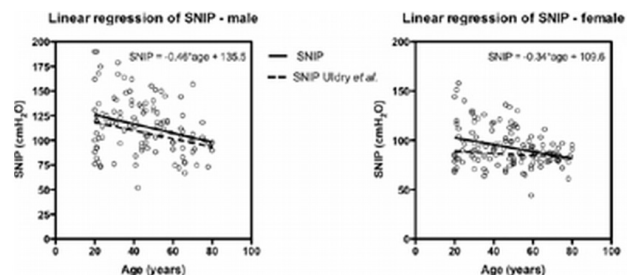 Linear regression of SNIP - male
SNIP = -0.46*age + 135.5
SNIP (cmH2O)
200
175
150
125
100
75
50
25
0
0 20 40 60 80 100
Age (years)
SNIP
SNIP Uldry et al.
Linear regression of SNIP - female
SNIP = -0.34*age + 109.6
SNIP (cmH2O)
200
150
100
50
0
0 20 40 60 80 100
Age (years)